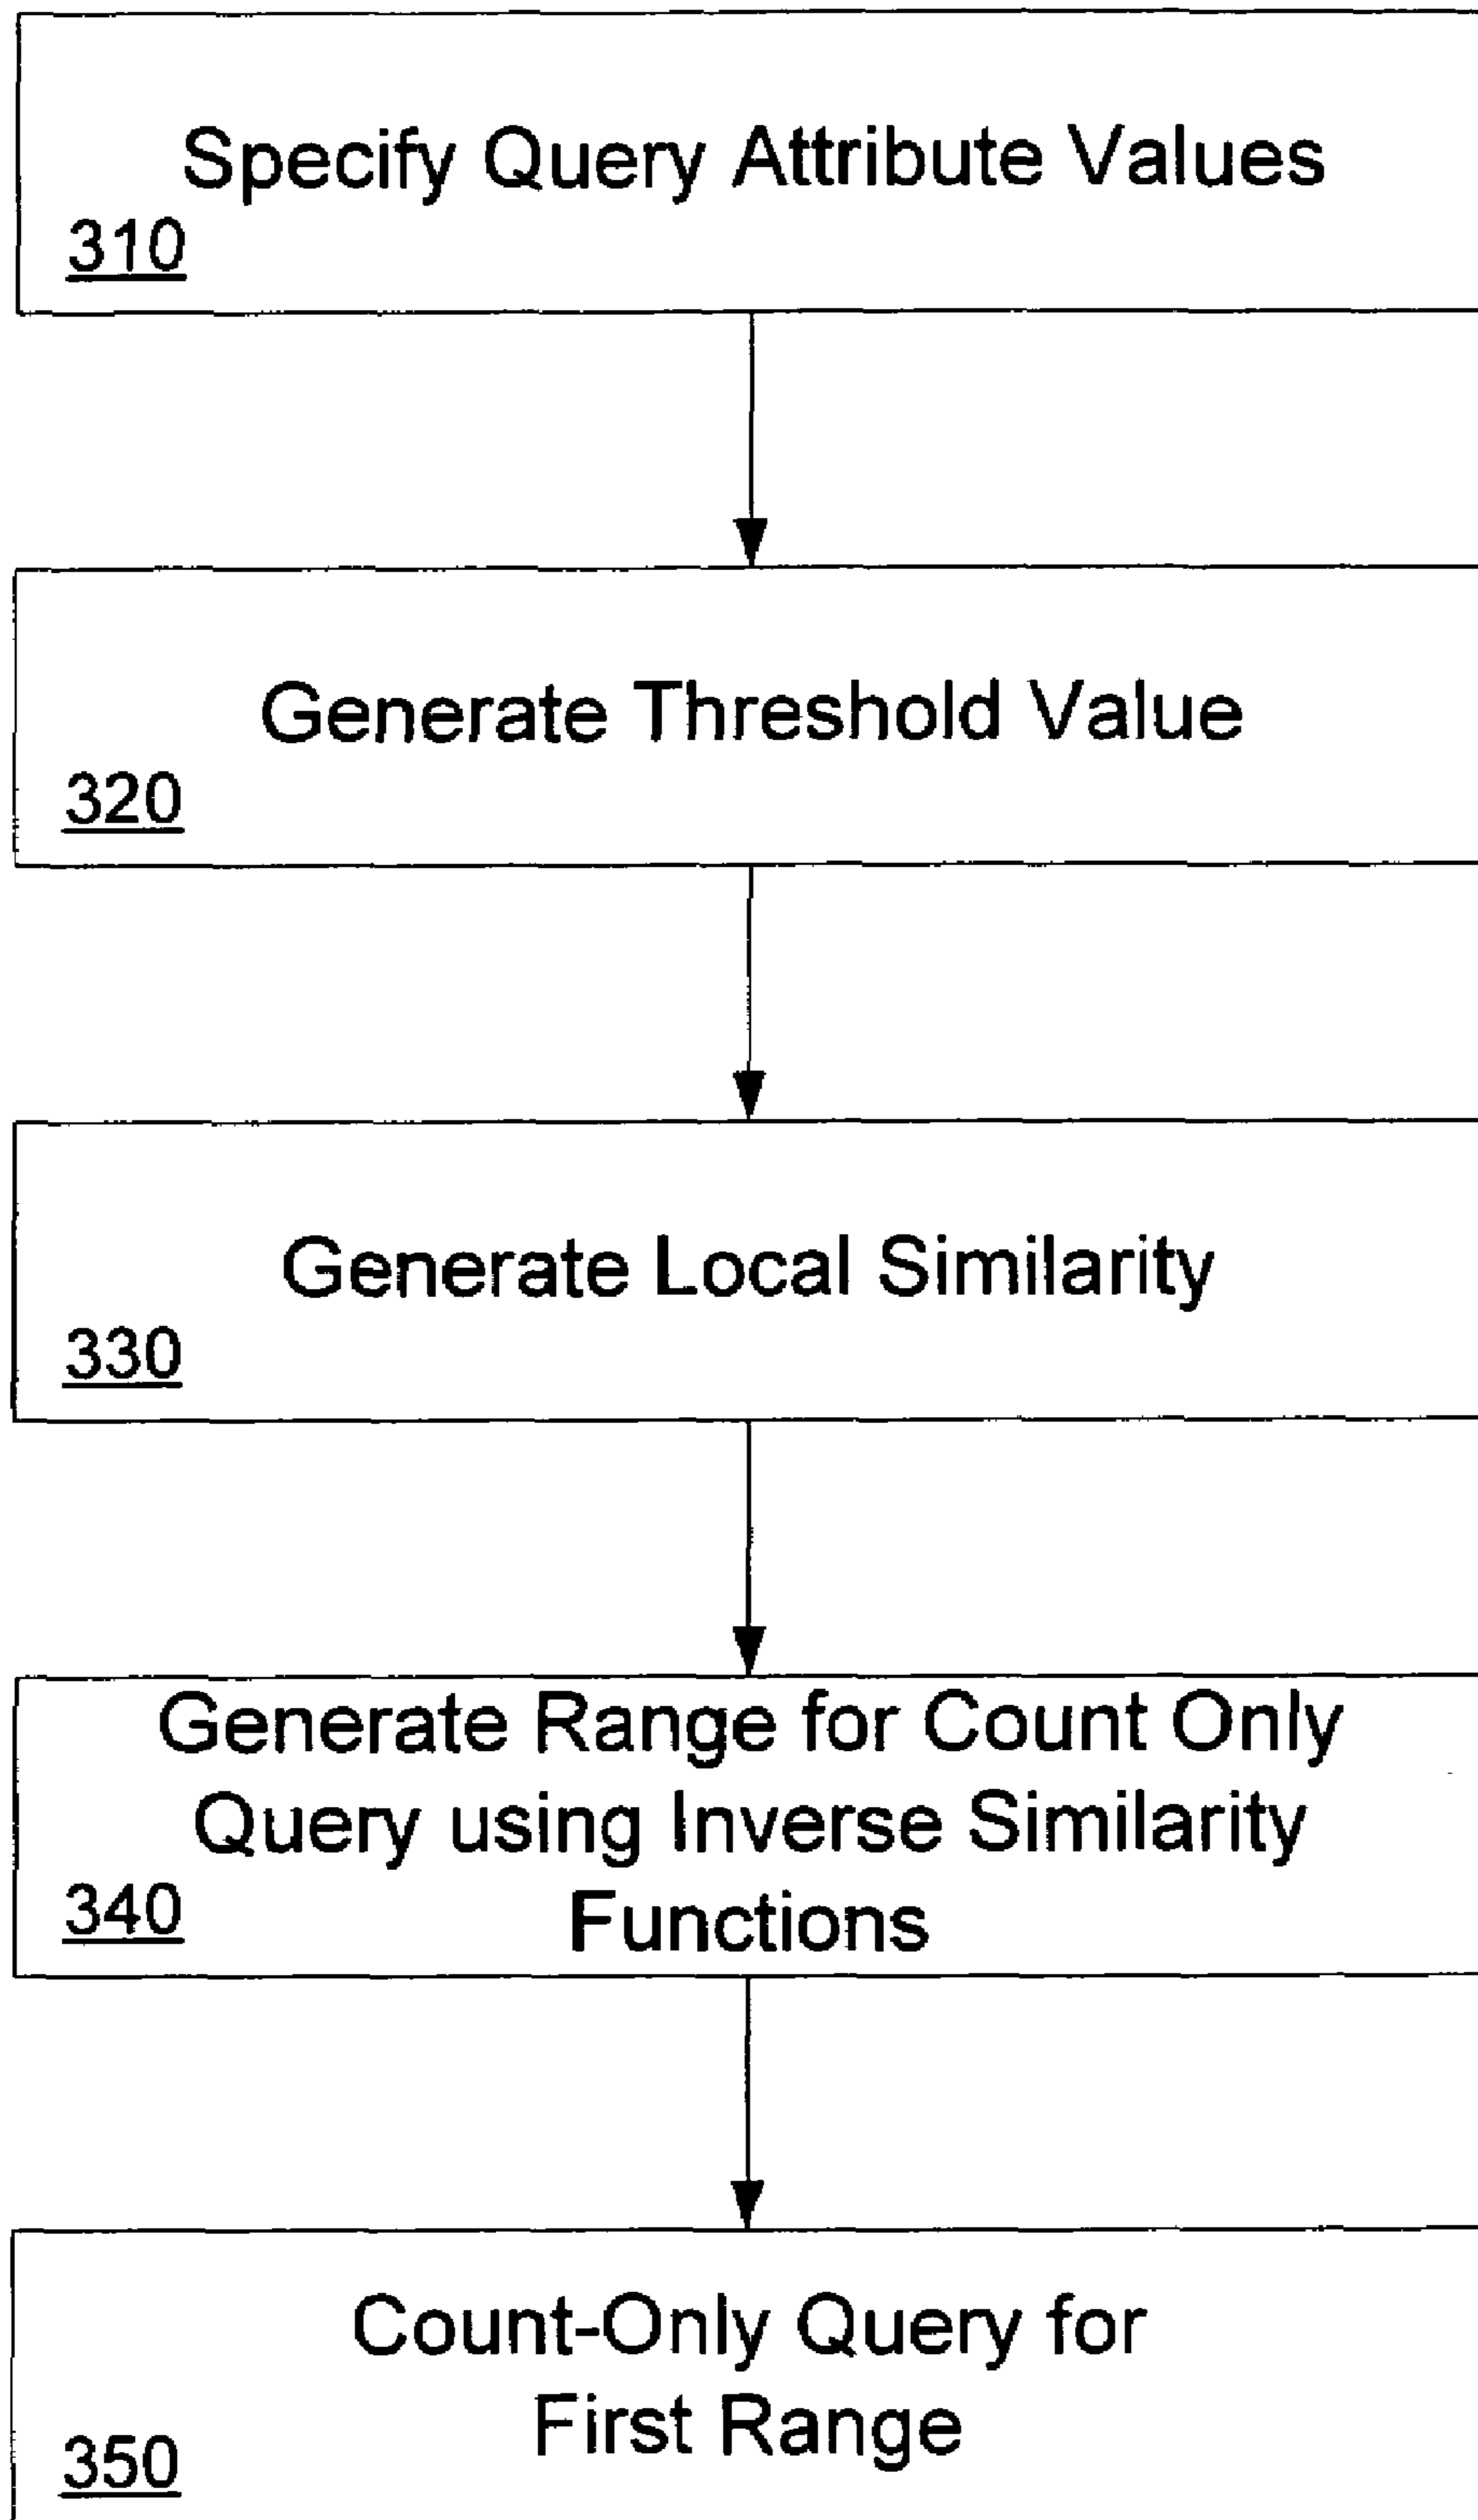 Specify Query Attribute Values
310
Generate Threshold Value
320
Generate Local Similarity
330
Generate Range for Count Only
Query using Inverse Similarity
340
Functions
Count-Only Query for
First Range
350